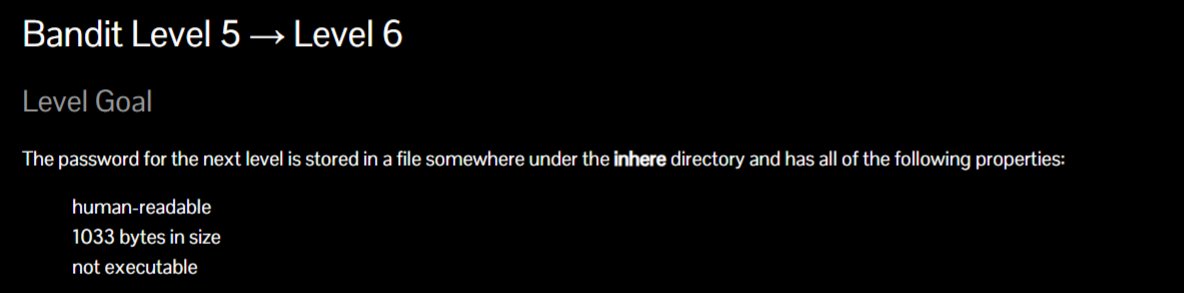 Bandit Level 5 → Level 6
Level Goal
The password for the next level is stored in a file somewhere under the inhere directory and has all of the following properties:
human-readable
1033 bytes in size
not executable